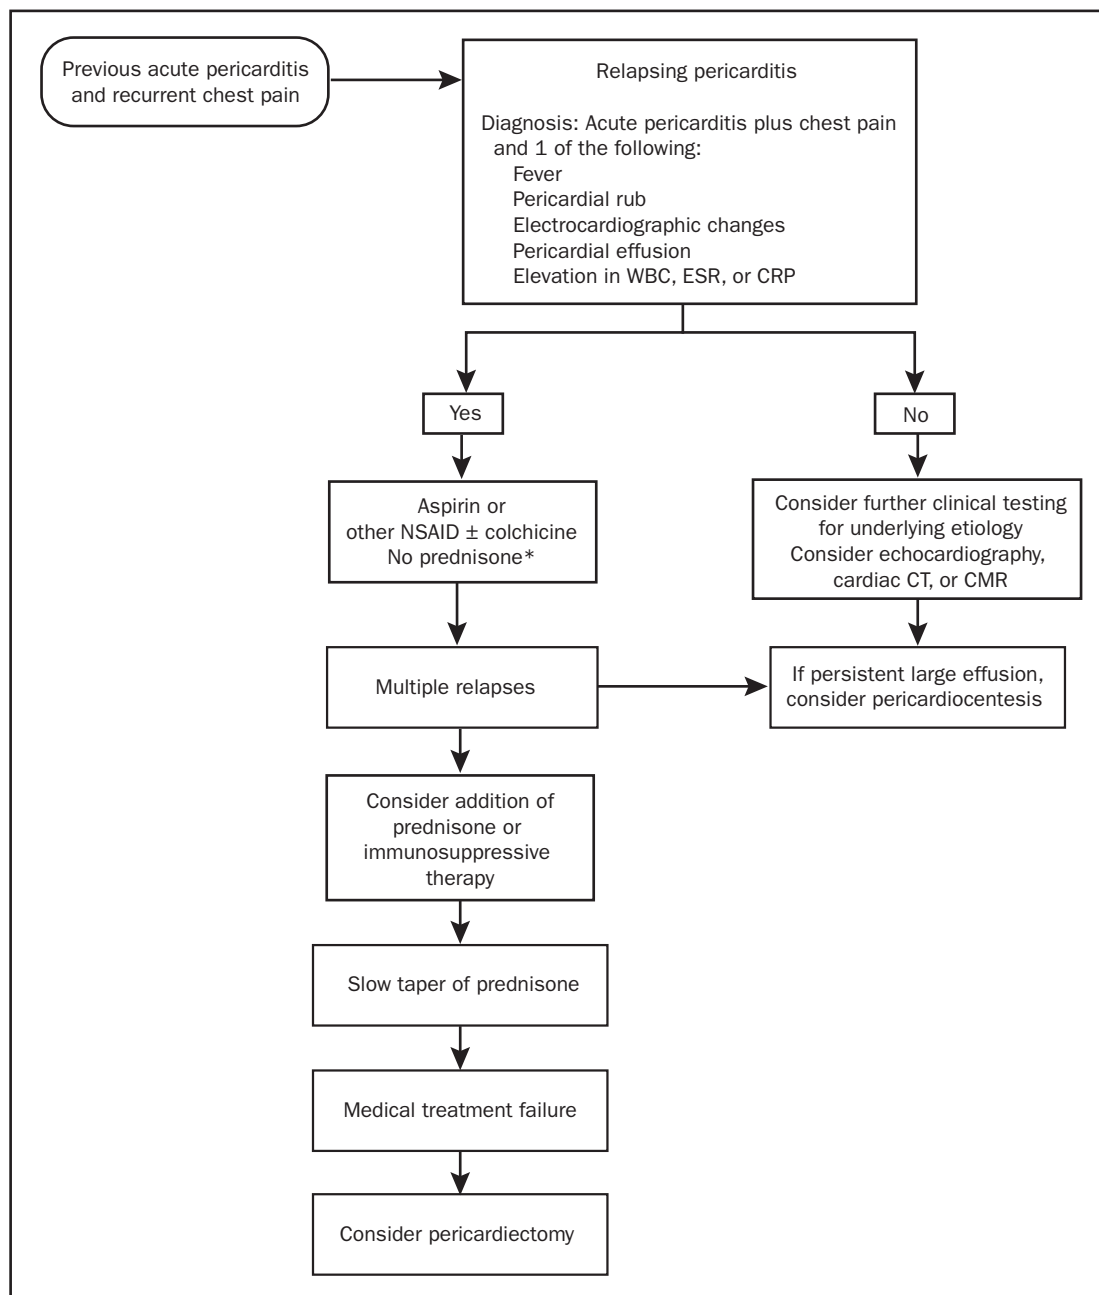 Previous acute pericarditis
and recurrent chest pain
Relapsing pericarditis
Diagnosis: Acute pericarditis plus chest pain
and 1 of the following:
Fever
Pericardial rub
Electrocardiographic changes
Pericardial effusion
Elevation in WBC, ESR, or CRP
Yes
No
Aspirin or
other NSAID ± colchicine
No prednisone*
Consider further clinical testing
for underlying etiology
Consider echocardiography,
cardiac CT, or CMR
Multiple relapses
If persistent large effusion,
consider pericardiocentesis
Consider addition of
prednisone or
immunosuppressive
therapy
Slow taper of prednisone
Medical treatment failure
Consider pericardiectomy